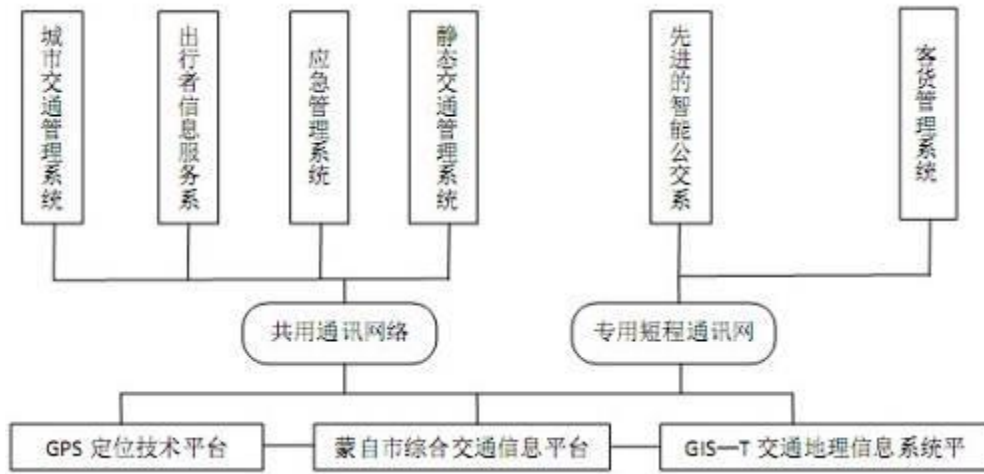 城市交通管理系统
出行者信息服务系
应急管理系统
静态交通管理系统
先进的智能公交系
客货管理系统
共用通讯网络
专用短程通讯网
GPS 定位技术平台
蒙自市综合交通信息平台
GIS—T 交通地理信息系统平